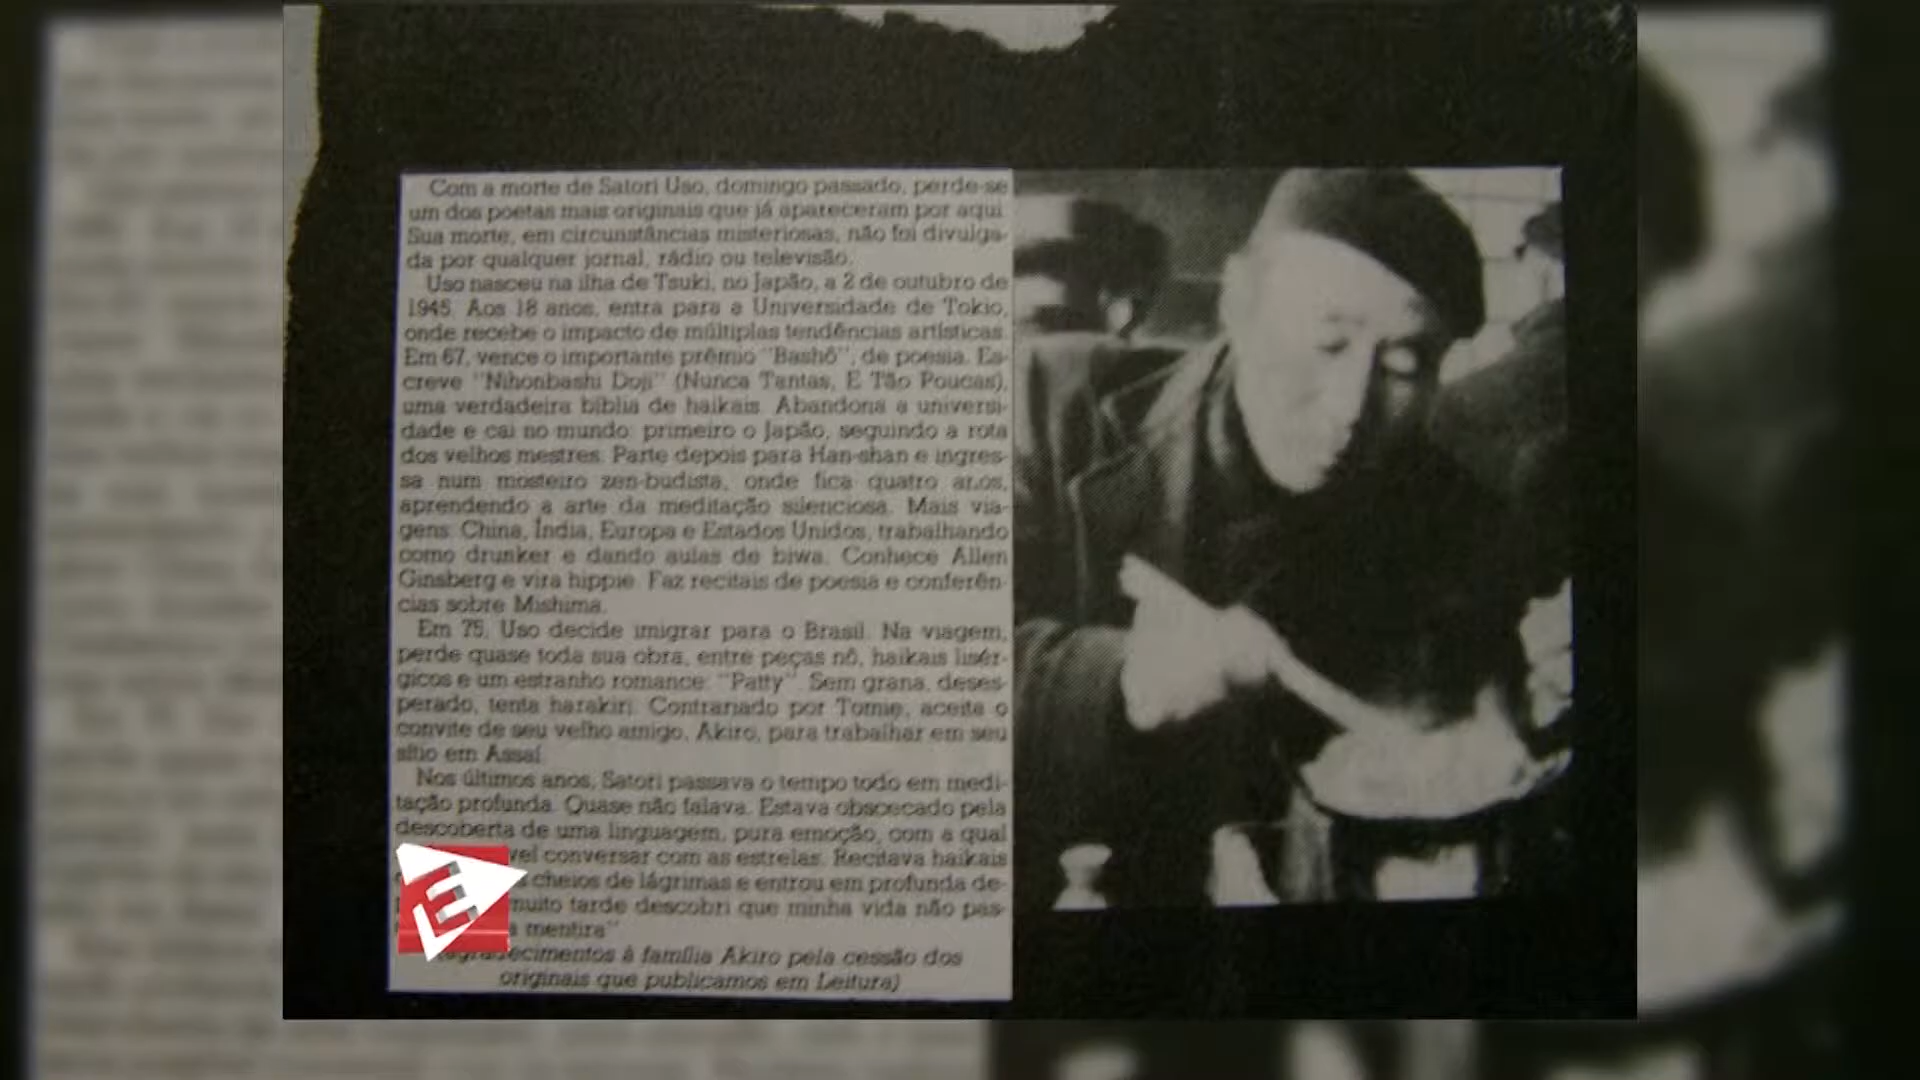 Com a morte de Satori Uso, domingo passado, perde-se
um dos poetas mais originais que já apareceram por aqui.
Sua morte, em circunstâncias misteriosas, não foi divulga-
da por qualquer jornal, rádio ou televisão.
Uso nasceu na ilha de Tsuki, no Japão, a 2 de outubro de
1945. Aos 18 anos, entra para a Universidade de Tokio,
onde recebe o impacto de múltiplas tendências artísticas.
Em 67, vence o importante prêmio "Bashô", de poesia. Es-
creve "Nihonbashi Doji" (Nunca Tantas, E Tão Poucas),
uma verdadeira bíblia de haikais. Abandona a universi-
dade e cai no mundo: primeiro o Japão, seguindo a rota
dos velhos mestres. Parte depois para Han-shan e ingres-
sa num mosteiro zen-budista, onde fica quatro anos,
aprendendo a arte da meditação silenciosa. Mais via-
gens: China, Índia, Europa e Estados Unidos, trabalhando
como drunker e dando aulas de biwa. Conhece Allen
Ginsberg e vira hippie. Faz recitais de poesia e conferên-
cias sobre Mishima.
Em 75, Uso decide imigrar para o Brasil. Na viagem,
perde quase toda sua obra, entre peças nô, haikais lisér-
gicos e um estranho romance: "Patty". Sem grana, deses-
perado, tenta harakiri. Contrariado por Tomie, aceita o
convite de seu velho amigo, Akiro, para trabalhar em seu
sítio em Assaí.
Nos últimos anos, Satori passava o tempo todo em medi-
tação profunda. Quase não falava. Estava obscecado pela
descoberta de uma linguagem, pura emoção, com a qual
vel conversar com as estrelas. Recitava haikais
cheios de lágrimas e entrou em profunda de-
muito tarde descobri que minha vida não pas-
a mentira"
ecimentos à família Akiro pela cessão dos
originais que publicamos em Leitura)